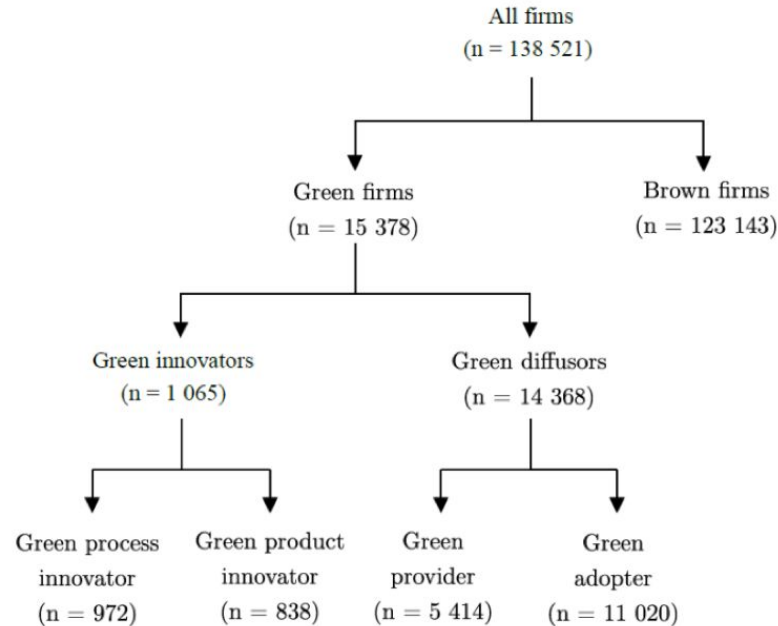 All firms
(n = 138 521)
Green firms
(n = 15 378)
Brown firms
(n = 123 143)
Green innovators
(n = 1 065)
Green diffusors
(n = 14 368)
Green process
innovator
(n = 972)
Green product
innovator
(n = 838)
Green
provider
(n = 5 414)
Green
adopter
(n = 11 020)